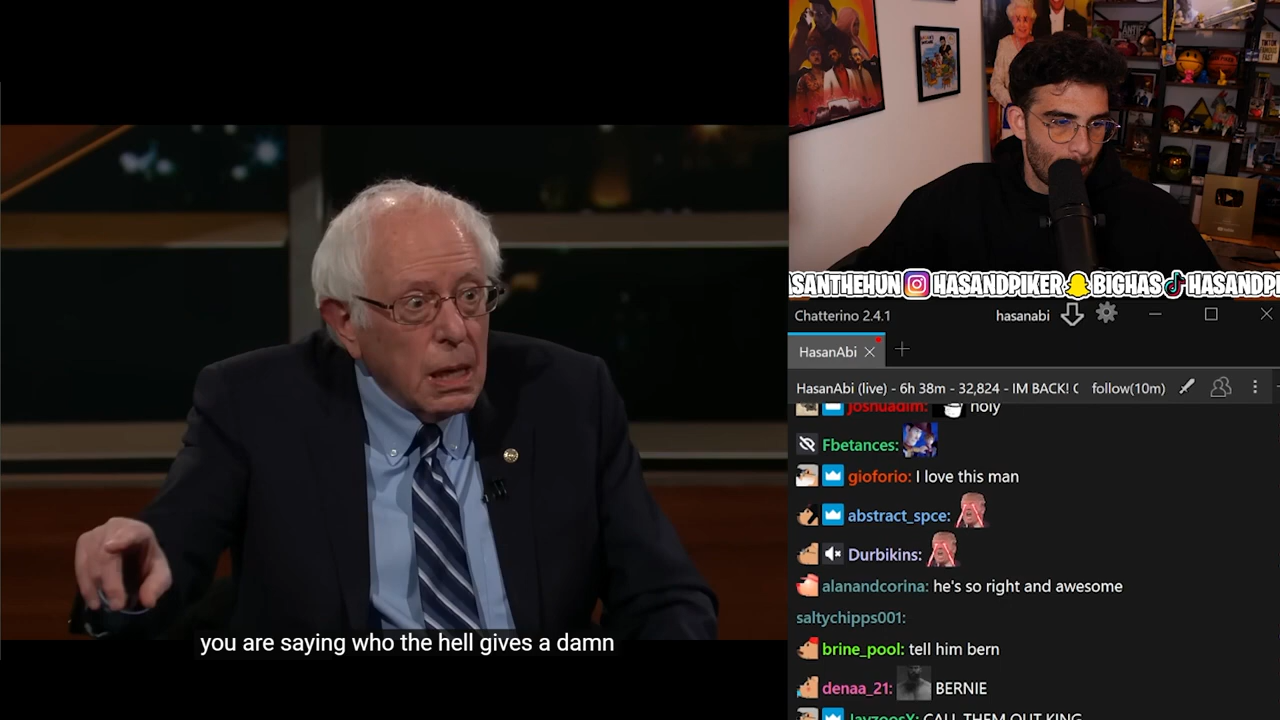 you are saying who the hell gives a damn
SANTHEHUN HASANDPIKER BIGHAS HASANDPI
Chatterino 2.4.1 hasanabi
HasanAbi
HasanAbi (live) - 6h 38m - 32,824 - IM BACK! follow(10m)
Joshuadim: holy
Fbetances:
gioforio: I love this man
abstract_spce:
Durbikins:
alanandcorina: he's so right and awesome
saltychipps001:
brine_pool: tell him bern
denaa_21: BERNIE
JayzoosX: CALL THEM OUT KING